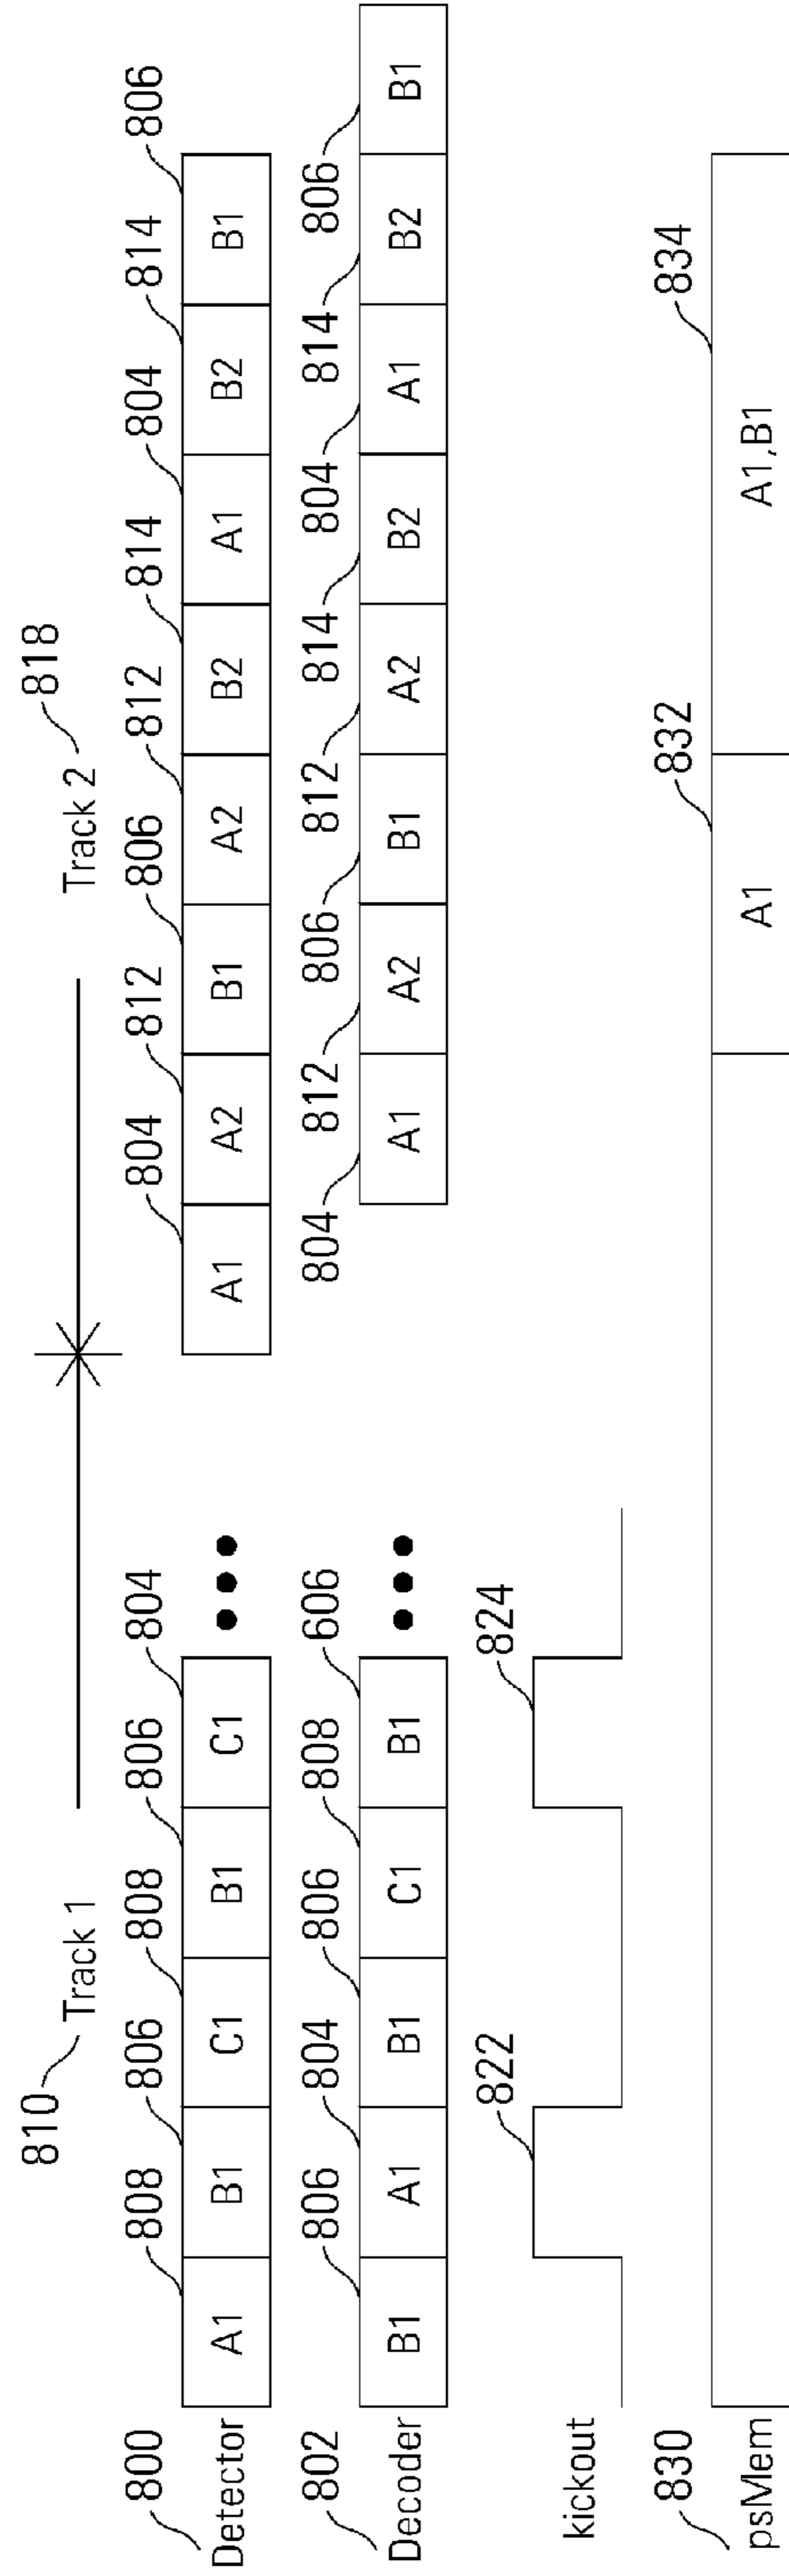 810 Track 1 Track 2 818
800 808 806 808 806 804 804 812 806 812 814 804 814 806
Detector A1 B1 C1 B1 C1 A1 A2 B1 A2 B2 A1 B2 B1
802 806 804 806 808 606 804 812 806 812 814 804 814 806
Decoder B1 A1 B1 C1 B1 A1 A2 B1 A2 B2 A1 B2 B1
822 824
kickout
830 832 834
psMem A1 A1,B1